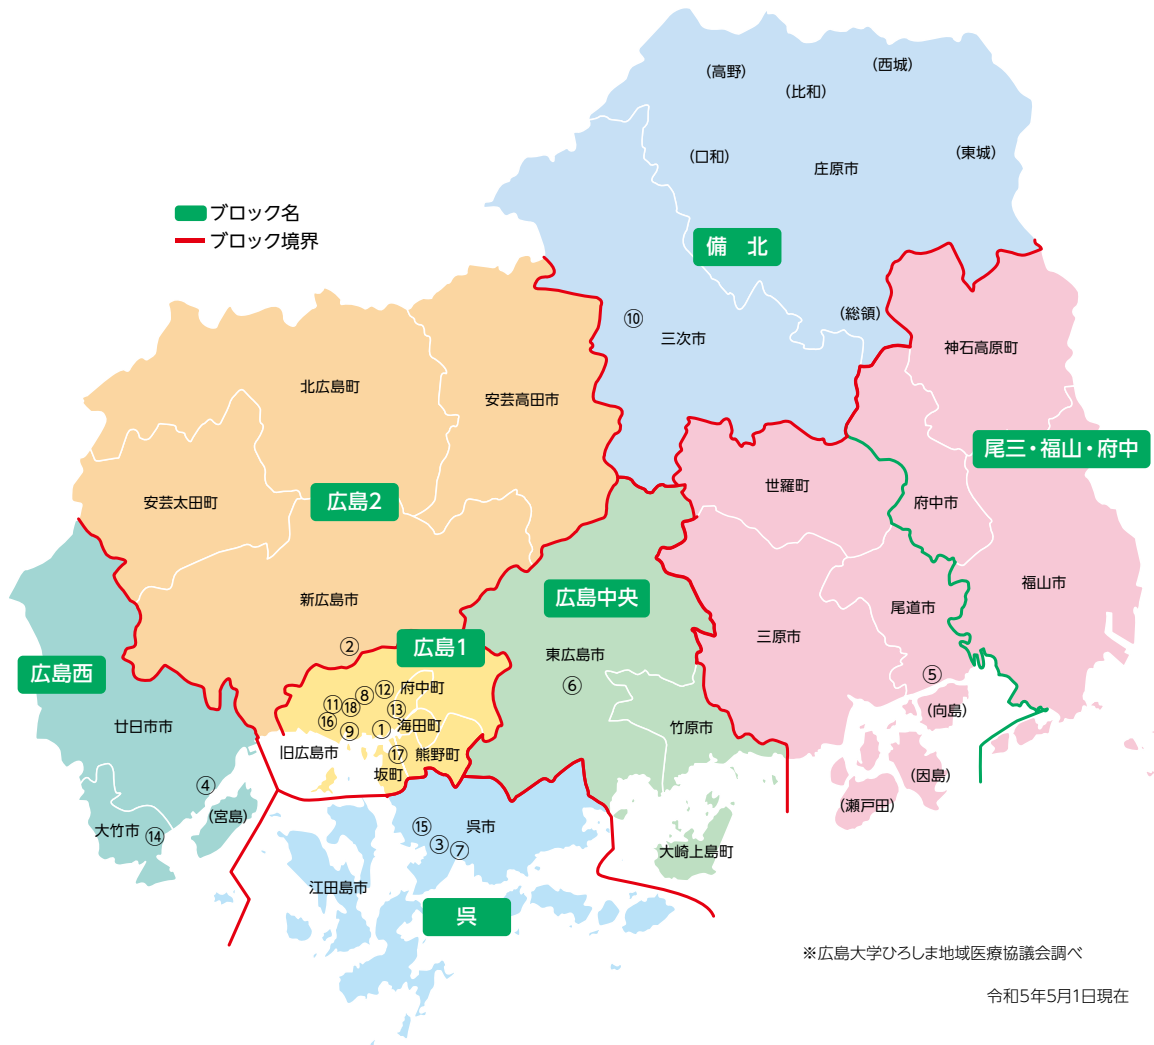 (高野)
(西城)
(比和)
(口和)
(東城)
庄原市
ブロック名
ブロック境界
備 北
(総領)
⑩
三次市
神石高原町
北広島町
安芸高田市
尾三・福山・府中
世羅町
安芸太田町
広島2
府中市
福山市
新広島市
広島中央
尾道市
三原市
②
広島1
東広島市
広島西
⑤
⑥
府中町
⑫
⑧
⑪
⑱
⑬
(向島)
⑯
海田町
廿日市市
⑨
①
竹原市
旧広島市
⑰
熊野町
坂町
(因島)
④
(瀬戸田)
(宮島)
大竹市
⑭
⑮
呉市
③
⑦
大崎上島町
江田島市
呉
※広島大学ひろしま地域医療協議会調べ
令和5年5月1日現在